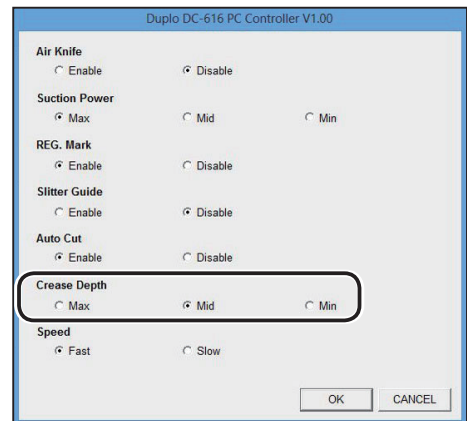 Duplo DC-616 PC Controller V1.00
Air Knife
Enable Disable
Suction Power
Max Mid Min
REG. Mark
Enable Disable
Slitter Guide
Enable Disable
Auto Cut
Enable Disable
Crease Depth
Max Mid Min
Speed
Fast Slow
OK CANCEL